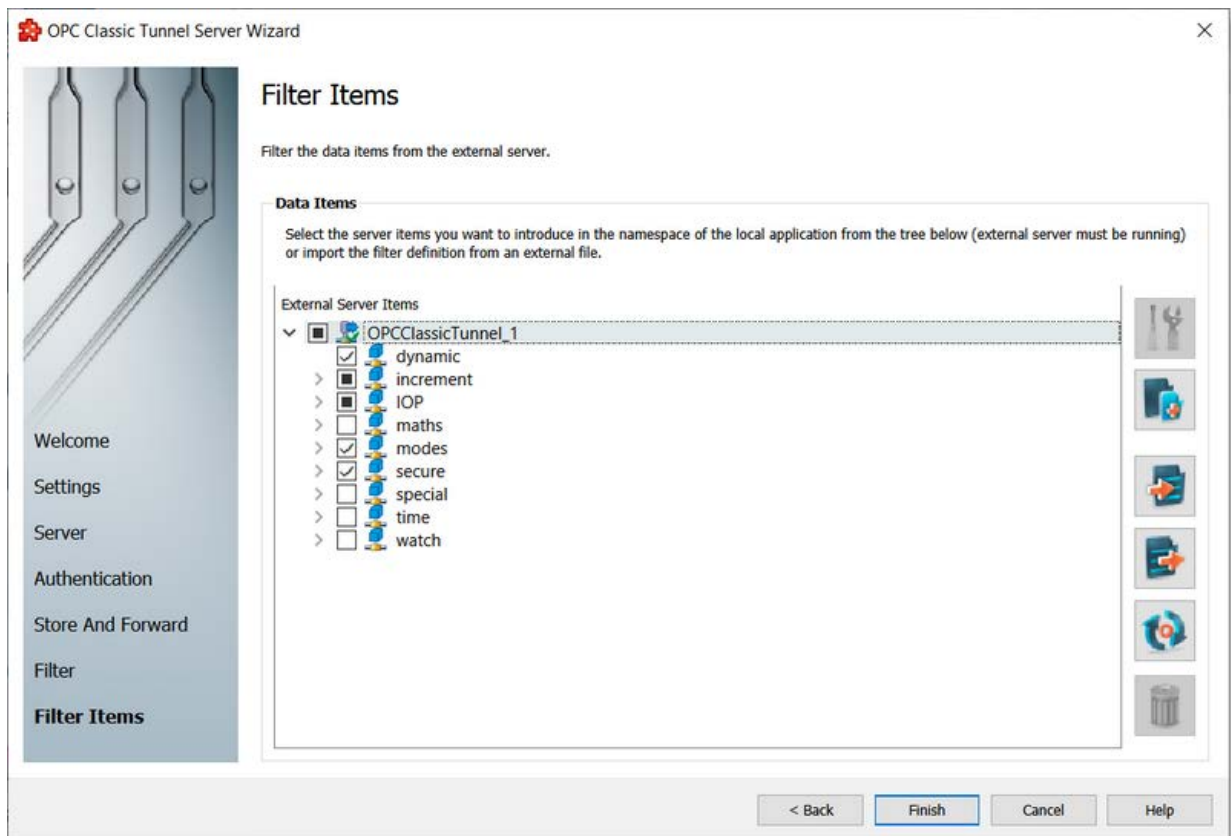 OPC Classic Tunnel Server Wizard
Filter Items
Filter the data items from the external server.
Data Items
Select the server items you want to introduce in the namespace of the local application from the tree below (external server must be running)
or import the filter definition from an external file.
External Server Items
OPCClassicTunnel_1
dynamic
increment
IOP
maths
modes
secure
special
time
watch
Welcome
Settings
Server
Authentication
Store And Forward
Filter
Filter Items
< Back
Finish
Cancel
Help